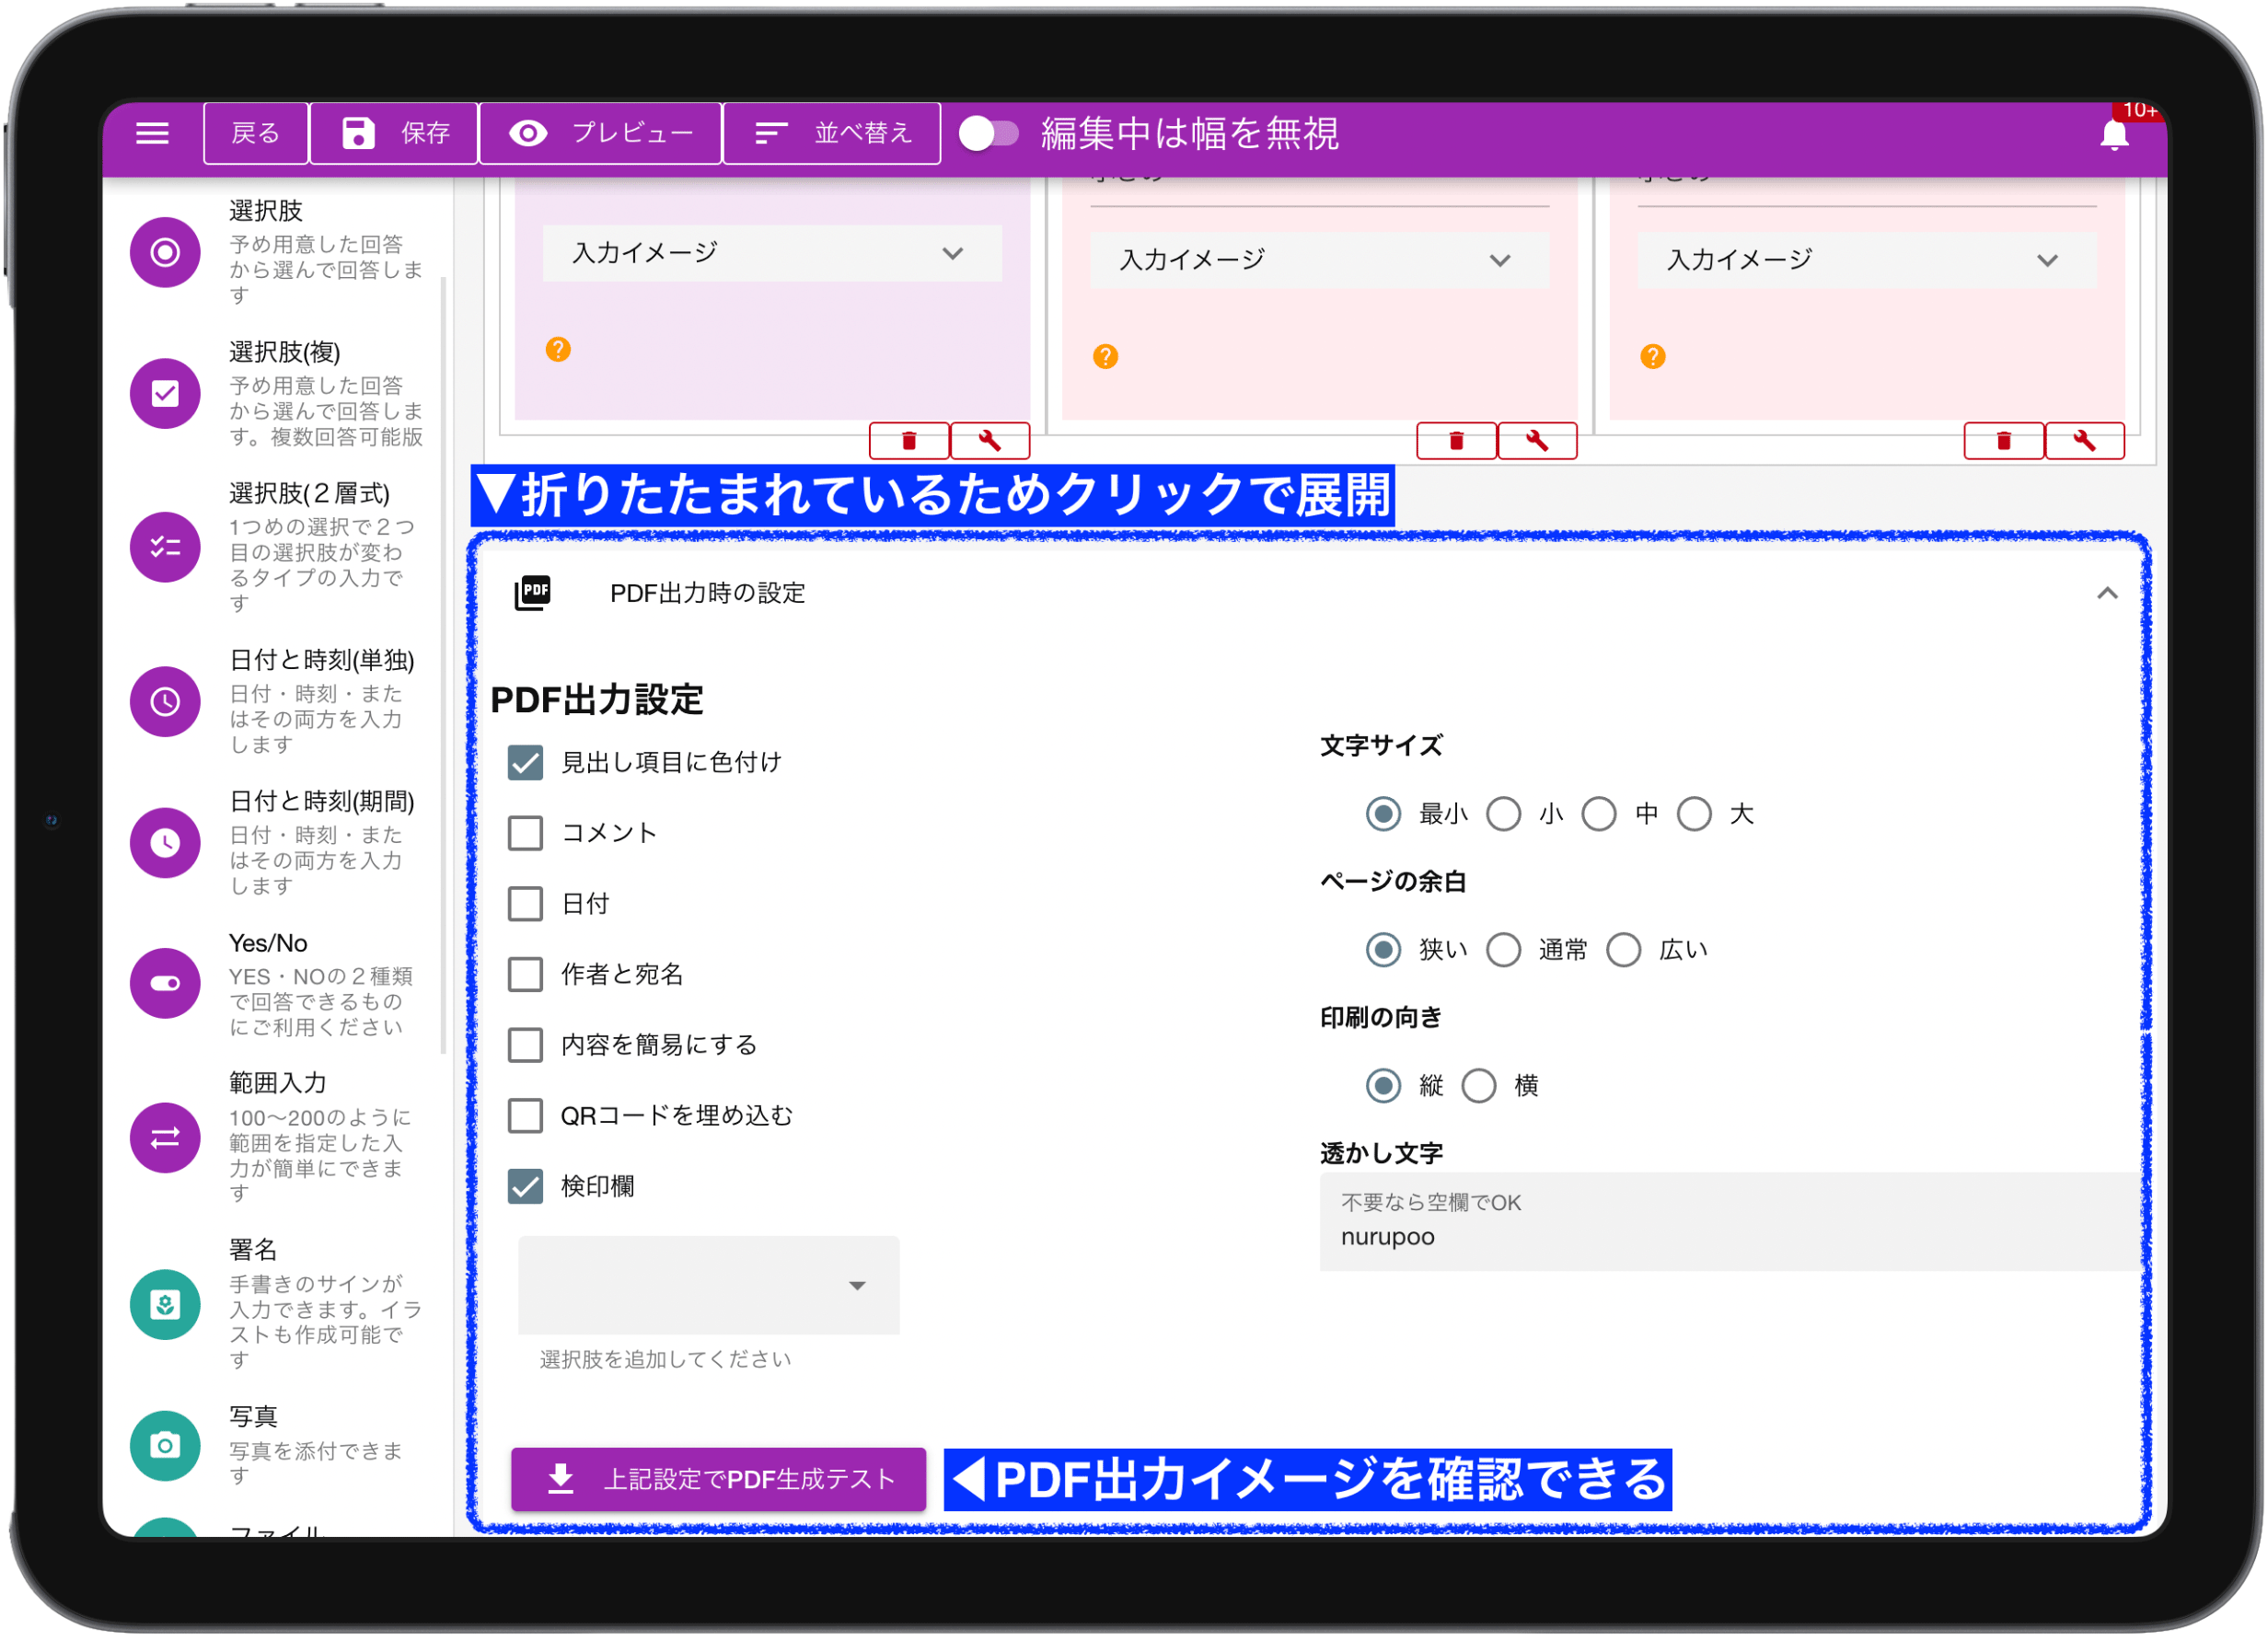 戻る
保存
プレビュー
並べ替え
編集中は幅を無視
10+
選択肢
予め用意した回答
から選んで回答しま
す
選択肢(複)
予め用意した回答
から選んで回答しま
す。複数回答可能版
選択肢(２層式)
1つめの選択で２つ
目の選択肢が変わ
るタイプの入力で
す
日付と時刻(単独)
日付・時刻・また
はその両方を入力
します
日付と時刻(期間)
日付・時刻・また
はその両方を入力
します
Yes/No
YES・NOの２種類
で回答できるもの
にご利用ください
範囲入力
100〜200のように
範囲を指定した入
力が簡単にできま
す
署名
手書きのサインが
入力できます。イラ
ストも作成可能で
す
写真
写真を添付できま
す
ファイル
入力イメージ
入力イメージ
入力イメージ
▼折りたたまれているためクリックで展開
PDF
PDF出力時の設定
PDF出力設定
見出し項目に色付け
コメント
日付
作者と宛名
内容を簡易にする
QRコードを埋め込む
検印欄
選択肢を追加してください
文字サイズ
最小 小 中 大
ページの余白
狭い 通常 広い
印刷の向き
縦 横
透かし文字
不要なら空欄でOK
nurupoo
上記設定でPDF生成テスト
◀PDF出力イメージを確認できる